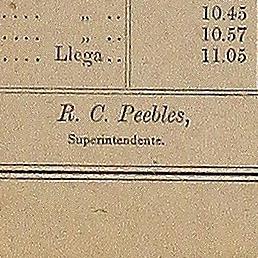 .... „ .. 10.45
.... „ .. 10.57
.... Llega.. 11.05
R. C. Peebles,
Superintendente.